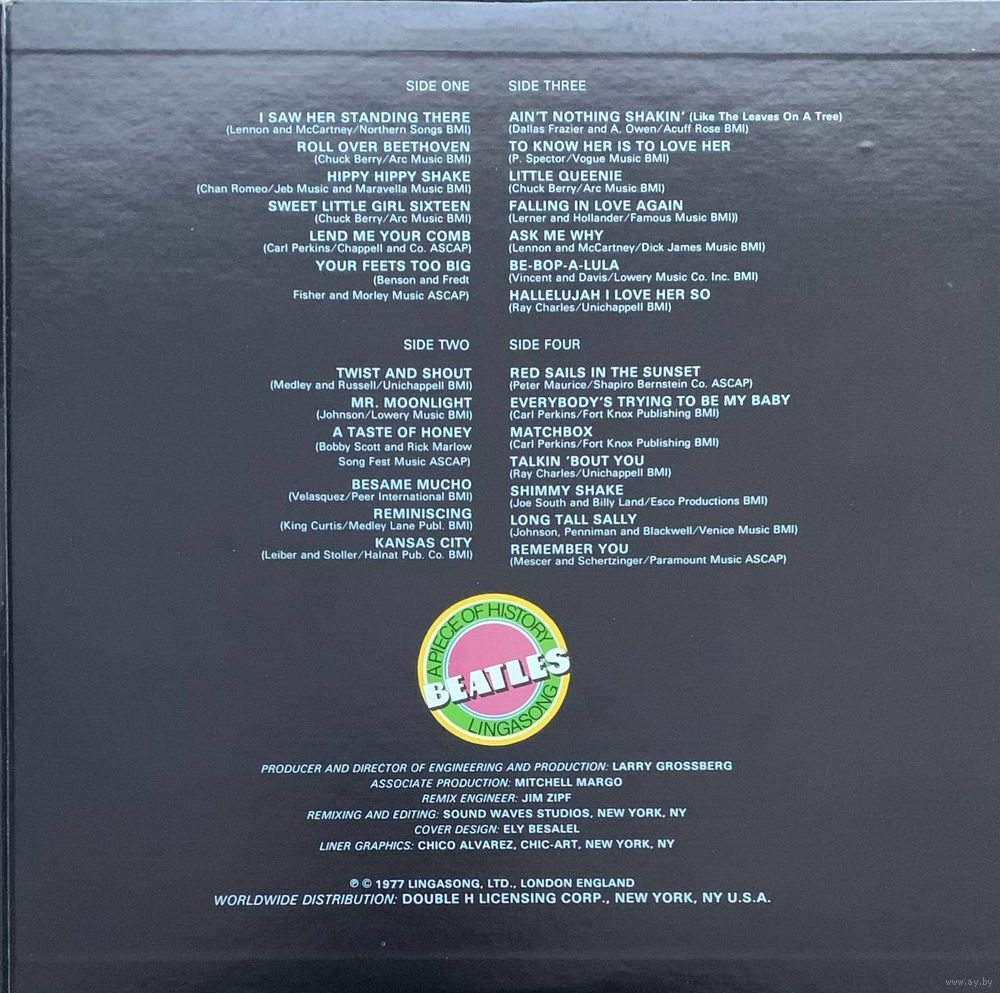 SIDE ONE
I SAW HER STANDING THERE
(Lennon and McCartney/Northern Songs BMI)
ROLL OVER BEETHOVEN
(Chuck Berry/Arc Music BMI)
HIPPY HIPPY SHAKE
(Chan Romeo/Jeb Music and Maravella Music BMI)
SWEET LITTLE GIRL SIXTEEN
(Chuck Berry/Arc Music BMI)
LEND ME YOUR COMB
(Carl Perkins/Chappell and Co. ASCAP)
YOUR FEETS TOO BIG
(Benson and Fredt
Fisher and Morley Music ASCAP)
SIDE TWO
TWIST AND SHOUT
(Medley and Russell/Unichappell BMI)
MR. MOONLIGHT
(Johnson/Lowery Music BMI)
A TASTE OF HONEY
(Bobby Scott and Rick Marlow
Song Fest Music ASCAP)
BESAME MUCHO
(Velasquez/Peer International BMI)
REMINISCING
(King Curtis/Medley Lane Publ. BMI)
KANSAS CITY
(Leiber and Stoller/Halnat Pub. Co. BMI)
SIDE THREE
AIN'T NOTHING SHAKIN' (Like The Leaves On A Tree)
(Dallas Frazier and A. Owen/Acuff Rose BMI)
TO KNOW HER IS TO LOVE HER
(P. Spector/Vogue Music BMI)
LITTLE QUEENIE
(Chuck Berry/Arc Music BMI)
FALLING IN LOVE AGAIN
(Lerner and Hollander/Famous Music BMI))
ASK ME WHY
(Lennon and McCartney/Dick James Music BMI)
BE-BOP-A-LULA
(Vincent and Davis/Lowery Music Co. Inc. BMI)
HALLELUJAH I LOVE HER SO
(Ray Charles/Unichappell BMI)
SIDE FOUR
RED SAILS IN THE SUNSET
(Peter Maurice/Shapiro Bernstein Co. ASCAP)
EVERYBODY'S TRYING TO BE MY BABY
(Carl Perkins/Fort Knox Publishing BMI)
MATCHBOX
(Carl Perkins/Fort Knox Publishing BMI)
TALKIN 'BOUT YOU
(Ray Charles/Unichappell BMI)
SHIMMY SHAKE
(Joe South and Billy Land/Esco Productions BMI)
LONG TALL SALLY
(Johnson, Penniman and Blackwell/Venice Music BMI)
REMEMBER YOU
(Mescer and Schertzinger/Paramount Music ASCAP)
A PIECE OF HISTORY
BEATLES
LINGASONG
PRODUCER AND DIRECTOR OF ENGINEERING AND PRODUCTION: LARRY GROSSBERG
ASSOCIATE PRODUCTION: MITCHELL MARGO
REMIX ENGINEER: JIM ZIPF
REMIXING AND EDITING: SOUND WAVES STUDIOS, NEW YORK, NY
COVER DESIGN: ELY BESALEL
LINER GRAPHICS: CHICO ALVAREZ, CHIC-ART, NEW YORK, NY
℗ © 1977 LINGASONG, LTD., LONDON ENGLAND
WORLDWIDE DISTRIBUTION: DOUBLE H LICENSING CORP., NEW YORK, NY U.S.A.
www.ay.by